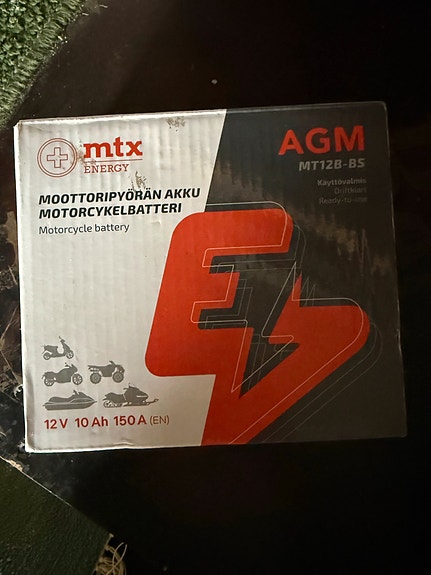 mtx
ENERGY
AGM
MT12B-BS
Käyttövalmis
Driftklart
Ready-to-use
MOOTTORIPYÖRÄN AKKU
MOTORCYKELBATTERI
Motorcycle battery
12 V 10 Ah 150 A (EN)